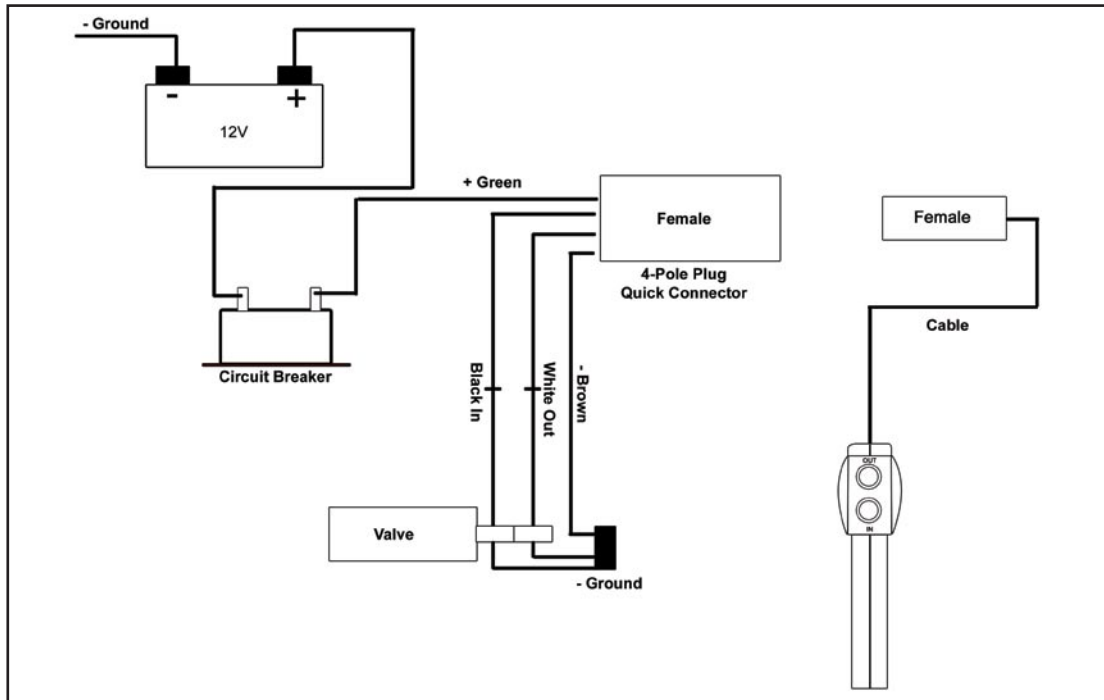 - Ground
- +
12V
+ Green
Female
4-Pole Plug
Quick Connector
Female
Cable
Circuit Breaker
Black In
White Out
- Brown
OUT
IN
Valve
- Ground